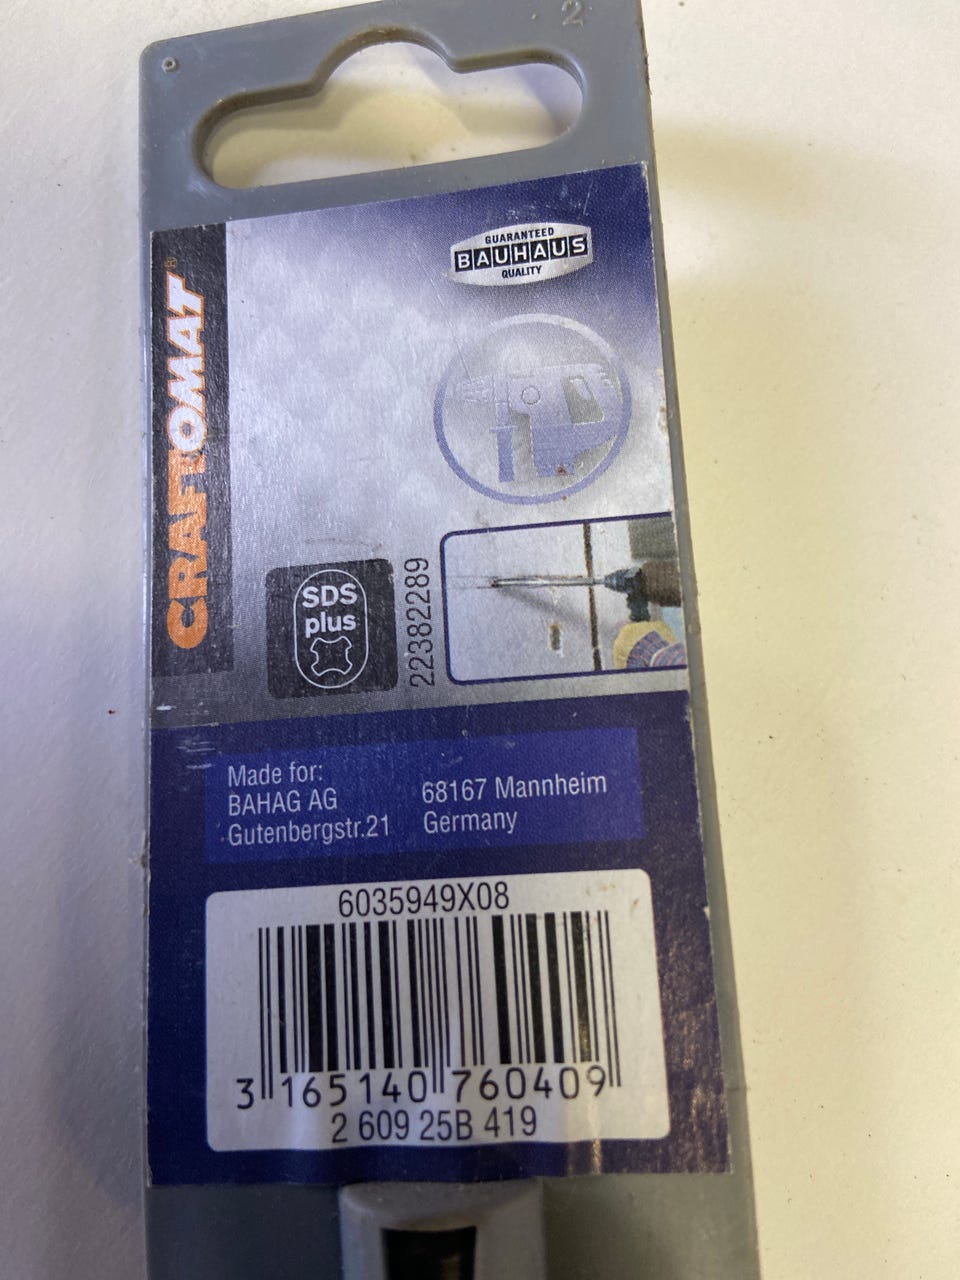 2
GUARANTEED
BAUHAUS
QUALITY
CRAFTOMAT®
SDS
plus
22382289
Made for:
BAHAG AG
Gutenbergstr.21
68167 Mannheim
Germany
6035949X08
3 165140 760409
2 609 25B 419